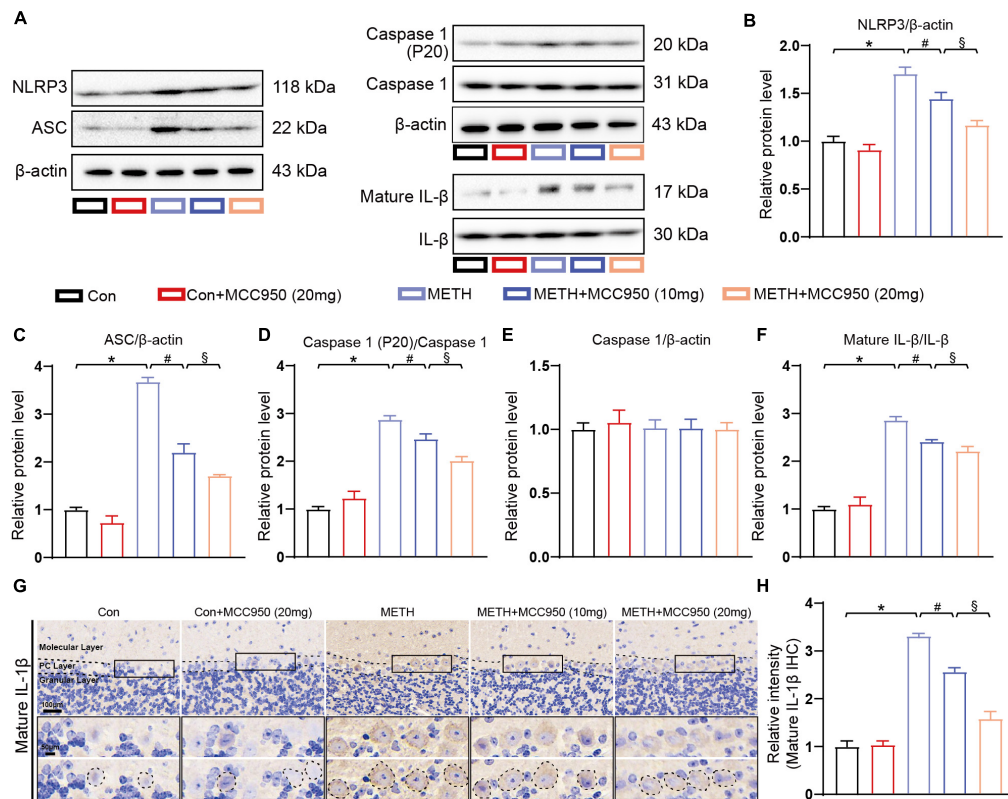 A
NLRP3
118 kDa
ASC
22 kDa
β-actin
43 kDa
Caspase 1
(P20)
20 kDa
Caspase 1
31 kDa
β-actin
43 kDa
Mature IL-β
17 kDa
IL-β
30 kDa
Con
Con+MCC950 (20mg)
METH
METH+MCC950 (10mg)
METH+MCC950 (20mg)
B
NLRP3/β-actin
Relative protein level
2.0
1.5
1.0
0.5
0.0
* # §
C
ASC/β-actin
Relative protein level
4
3
2
1
0
* # §
D
Caspase 1 (P20)/Caspase 1
Relative protein level
4
3
2
1
0
* # §
E
Caspase 1/β-actin
Relative protein level
1.5
1.0
0.5
0.0
F
Mature IL-β/IL-β
Relative protein level
4
3
2
1
0
* # §
G
Con
Con+MCC950 (20mg)
METH
METH+MCC950 (10mg)
METH+MCC950 (20mg)
Mature IL-1β
Molecular Layer
PC Layer
Granular Layer
100μm
50μm
H
Relative intensity
(Mature IL-1β IHC)
4
3
2
1
0
* # §